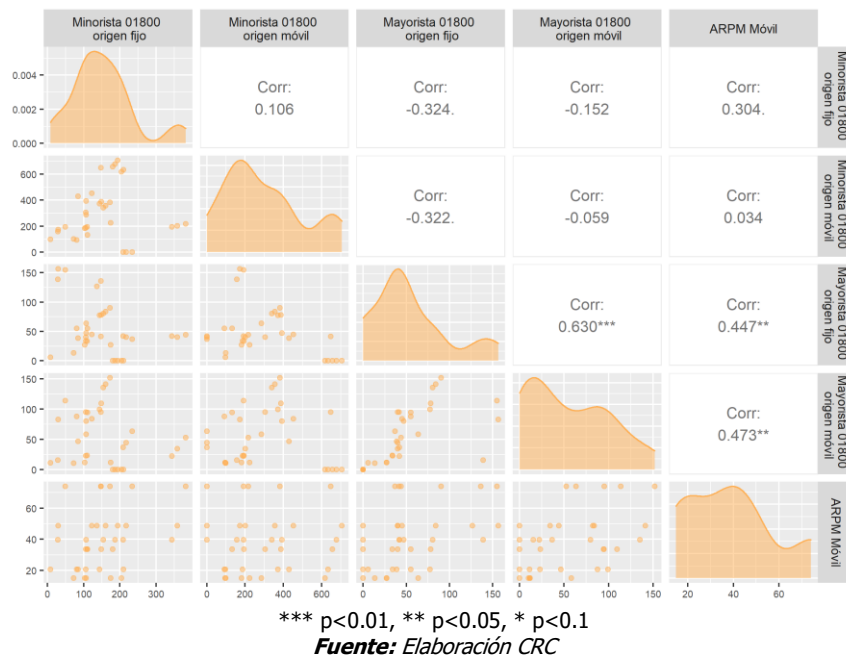 Minorista 01800
origen fijo
Minorista 01800
origen móvil
Mayorista 01800
origen fijo
Mayorista 01800
origen móvil
ARPM Móvil
0.004
0.002
0.000
Corr:
0.106
Corr:
-0.324.
Corr:
-0.152
Corr:
0.304.
Minorista 01800
origen fijo
600
400
200
0
Corr:
-0.322.
Corr:
-0.059
Corr:
0.034
Minorista 01800
origen móvil
150
100
50
0
Corr:
0.630***
Corr:
0.447**
Mayorista 01800
origen fijo
150
100
50
0
Corr:
0.473**
Mayorista 01800
origen móvil
60
40
20
ARPM Móvil
0 100 200 300
0 200 400 600
0 50 100 150
0 50 100 150
20 40 60
*** p<0.01, ** p<0.05, * p<0.1
Fuente: Elaboración CRC